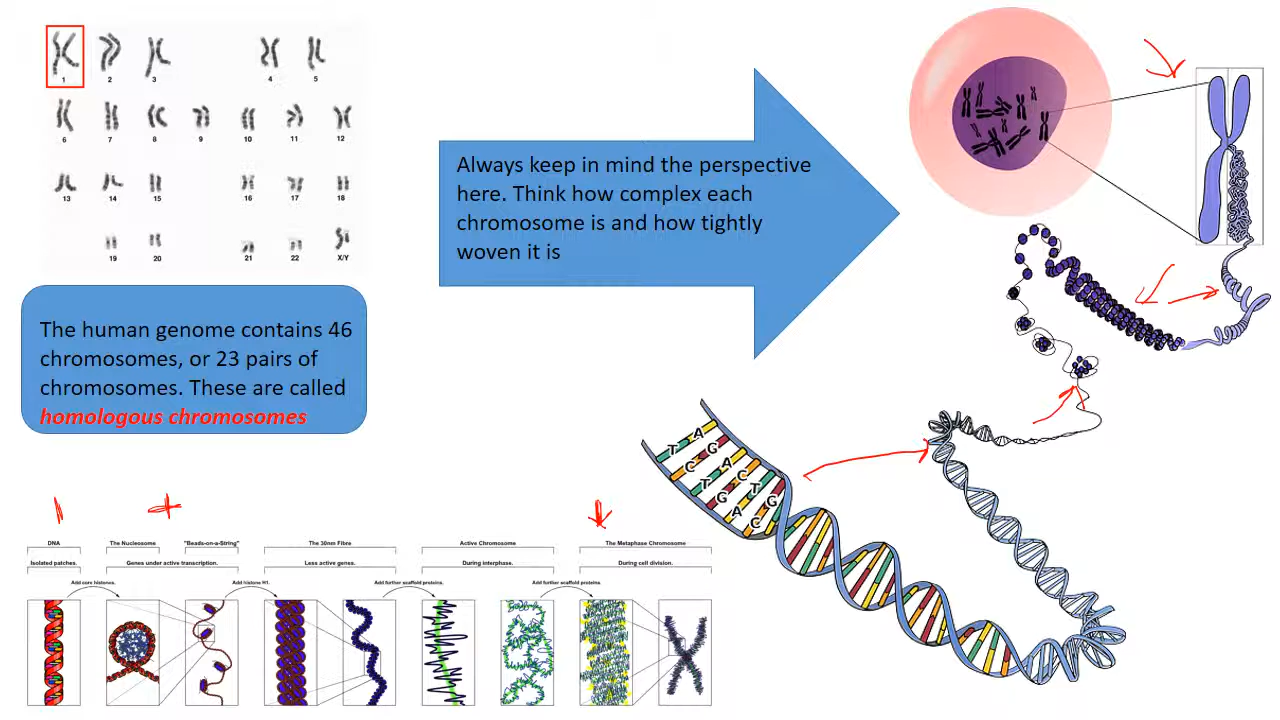 1
2
3
4
5
6
7
8
9
10
11
12
13
14
15
16
17
18
19
20
21
22
X/Y
The human genome contains 46
chromosomes, or 23 pairs of
chromosomes. These are called
homologous chromosomes
Always keep in mind the perspective
here. Think how complex each
chromosome is and how tightly
woven it is
A
T
G
C
A
T
C
G
T
A
G
C
DNA
The Nucleosome
"Beads-on-a-String"
The 30nm Fibre
Active Chromosome
The Metaphase Chromosome
Isolated patches.
Genes under active transcription.
Less active genes.
During interphase.
During cell division.
Add core histones.
Add histone H1.
Add further scaffold proteins.
Add further scaffold proteins.